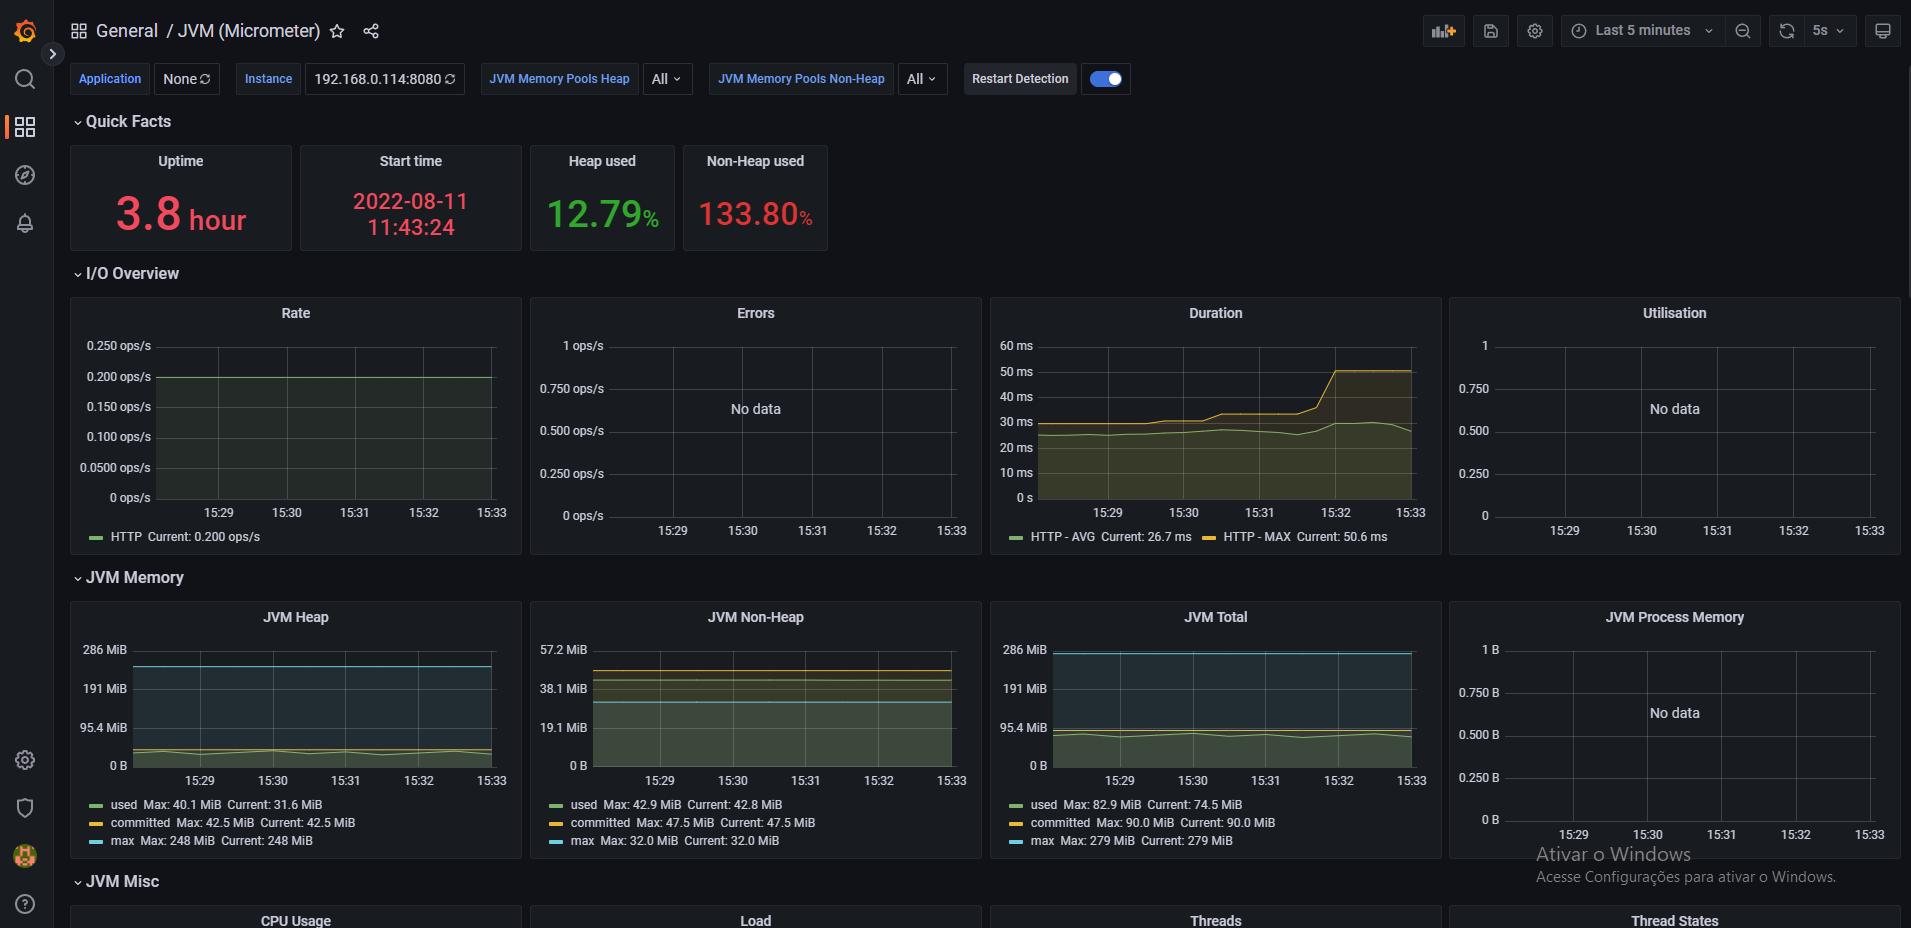 General / JVM (Micrometer)
Last 5 minutes
5s
Application None Instance 192.168.0.114:8080 JVM Memory Pools Heap All JVM Memory Pools Non-Heap All Restart Detection
Quick Facts
Uptime
3.8 hour
Start time
2022-08-11
11:43:24
Heap used
12.79%
Non-Heap used
133.80%
I/O Overview
Rate
0.250 ops/s
0.200 ops/s
0.150 ops/s
0.100 ops/s
0.0500 ops/s
0 ops/s
15:29 15:30 15:31 15:32 15:33
HTTP Current: 0.200 ops/s
Errors
1 ops/s
0.750 ops/s
No data
0.500 ops/s
0.250 ops/s
0 ops/s
15:29 15:30 15:31 15:32 15:33
Duration
60 ms
50 ms
40 ms
30 ms
20 ms
10 ms
0 s
15:29 15:30 15:31 15:32 15:33
HTTP - AVG Current: 26.7 ms HTTP - MAX Current: 50.6 ms
Utilisation
1
0.750
No data
0.500
0.250
0
15:29 15:30 15:31 15:32 15:33
JVM Memory
JVM Heap
286 MiB
191 MiB
95.4 MiB
0 B
15:29 15:30 15:31 15:32 15:33
used Max: 40.1 MiB Current: 31.6 MiB
committed Max: 42.5 MiB Current: 42.5 MiB
max Max: 248 MiB Current: 248 MiB
JVM Non-Heap
57.2 MiB
38.1 MiB
19.1 MiB
0 B
15:29 15:30 15:31 15:32 15:33
used Max: 42.9 MiB Current: 42.8 MiB
committed Max: 47.5 MiB Current: 47.5 MiB
max Max: 32.0 MiB Current: 32.0 MiB
JVM Total
286 MiB
191 MiB
95.4 MiB
0 B
15:29 15:30 15:31 15:32 15:33
used Max: 82.9 MiB Current: 74.5 MiB
committed Max: 90.0 MiB Current: 90.0 MiB
max Max: 279 MiB Current: 279 MiB
JVM Process Memory
1 B
0.750 B
No data
0.500 B
0.250 B
0 B
15:29 15:30 15:31 15:32 15:33
Ativar o Windows
Acesse Configurações para ativar o Windows.
JVM Misc
CPU Usage
Load
Threads
Thread States